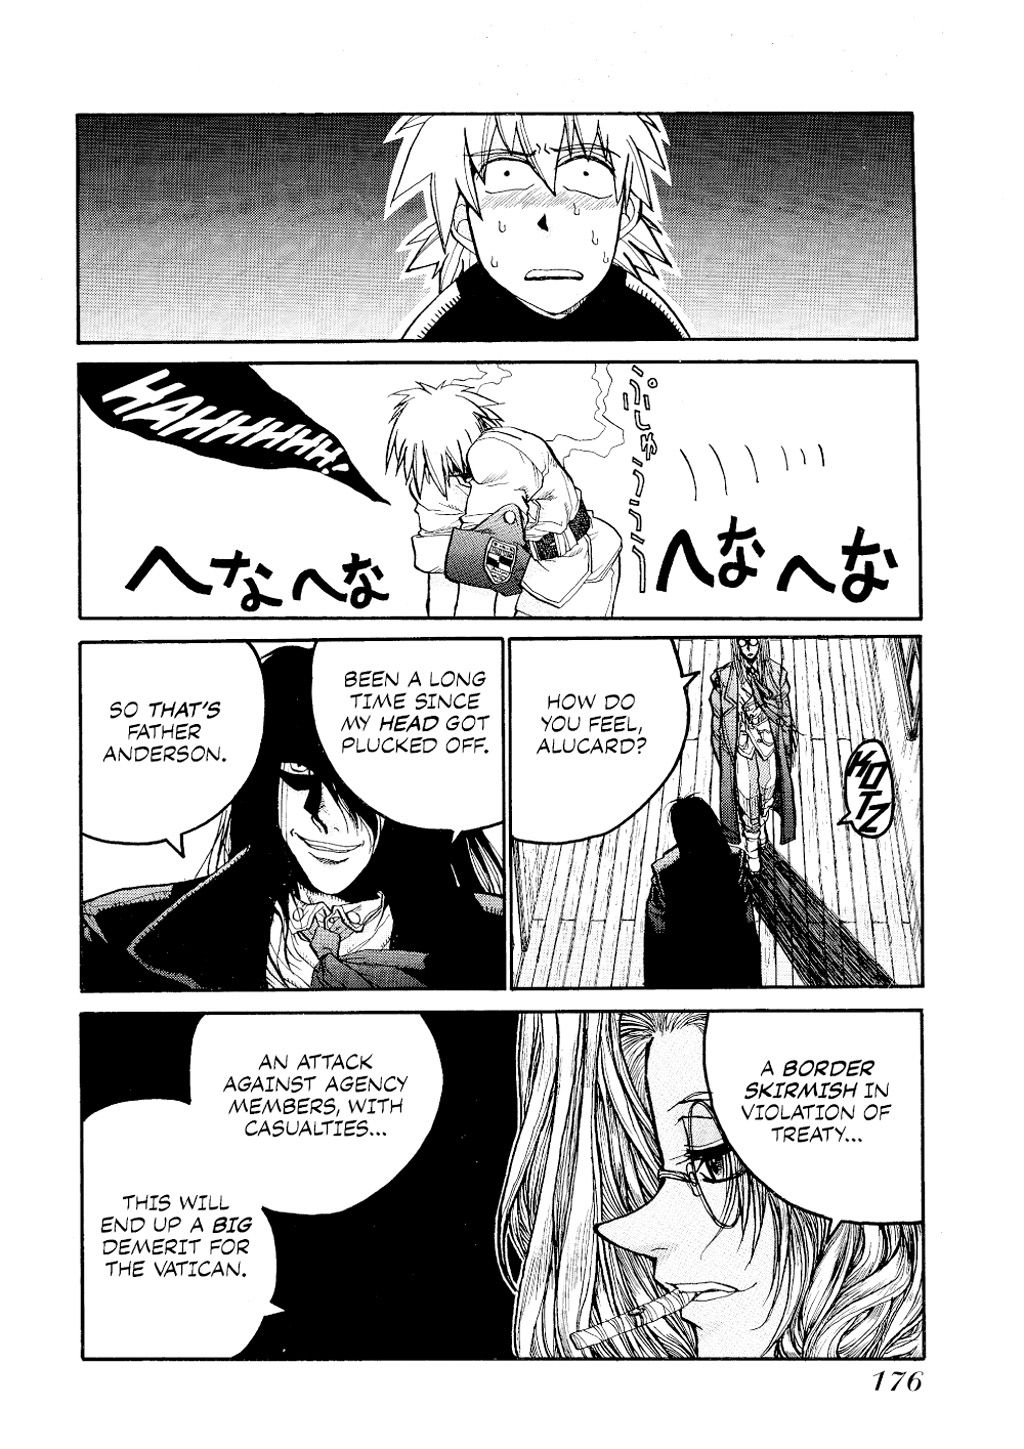 HAHHHHHH!
ぷしゅううう
へなへな
へなへな
HOW DO
YOU FEEL,
ALUCARD?
KOTZ
BEEN A LONG
TIME SINCE
MY HEAD GOT
PLUCKED OFF.
SO THAT'S
FATHER
ANDERSON.
A BORDER
SKIRMISH IN
VIOLATION OF
TREATY...
AN ATTACK
AGAINST AGENCY
MEMBERS, WITH
CASUALTIES...
THIS WILL
END UP A BIG
DEMERIT FOR
THE VATICAN.
176